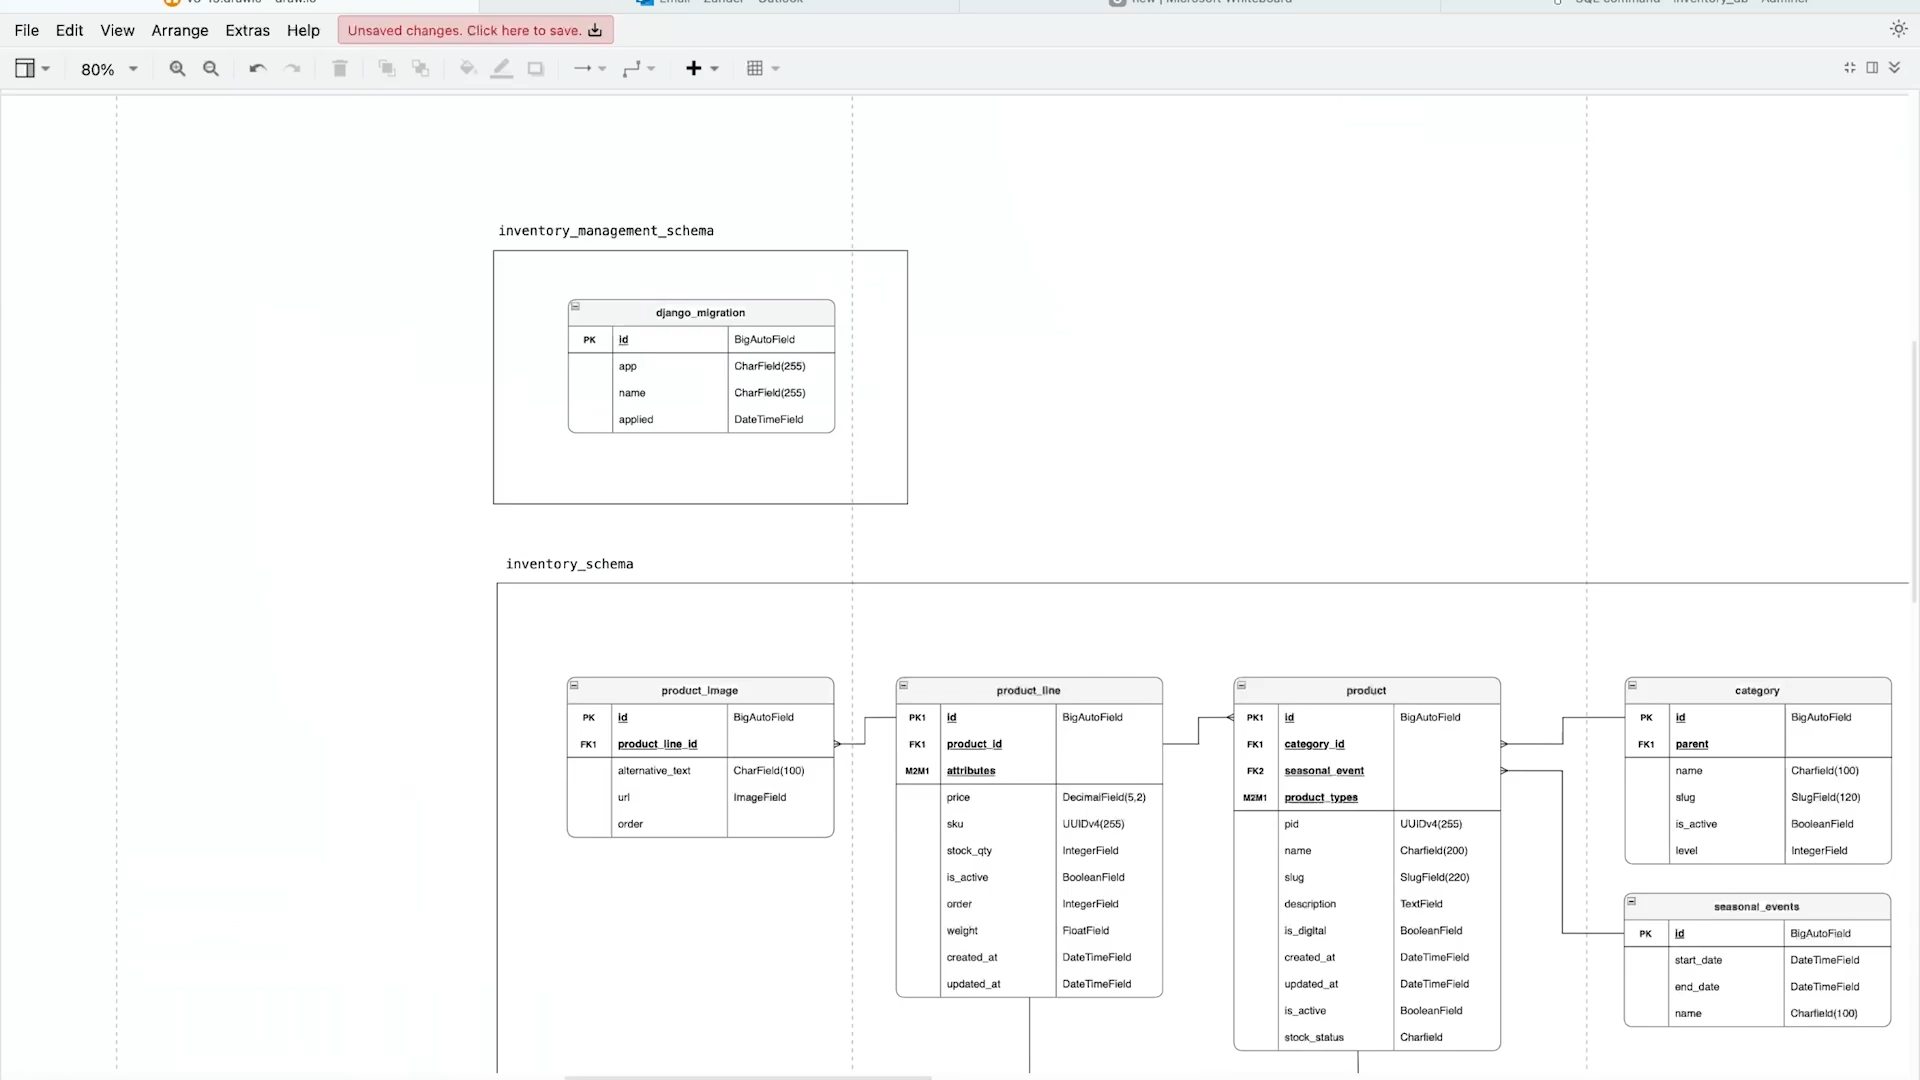 File Edit View Arrange Extras Help Unsaved changes. Click here to save.
80%
inventory_management_schema
django_migration
PK id BigAutoField
app CharField(255)
name CharField(255)
applied DateTimeField
inventory_schema
product_image
PK id BigAutoField
FK1 product_line_id
alternative_text CharField(100)
url ImageField
order
product_line
PK1 id BigAutoField
FK1 product_id
M2M1 attributes
price DecimalField(5,2)
sku UUIDv4(255)
stock_qty IntegerField
is_active BooleanField
order IntegerField
weight FloatField
created_at DateTimeField
updated_at DateTimeField
product
PK1 id BigAutoField
FK1 category_id
FK2 seasonal_event
M2M1 product_types
pid UUIDv4(255)
name Charfield(200)
slug SlugField(220)
description TextField
is_digital BooleanField
created_at DateTimeField
updated_at DateTimeField
is_active BooleanField
stock_status Charfield
category
PK id BigAutoField
FK1 parent
name Charfield(100)
slug SlugField(120)
is_active BooleanField
level IntegerField
seasonal_events
PK id BigAutoField
start_date DateTimeField
end_date DateTimeField
name Charfield(100)